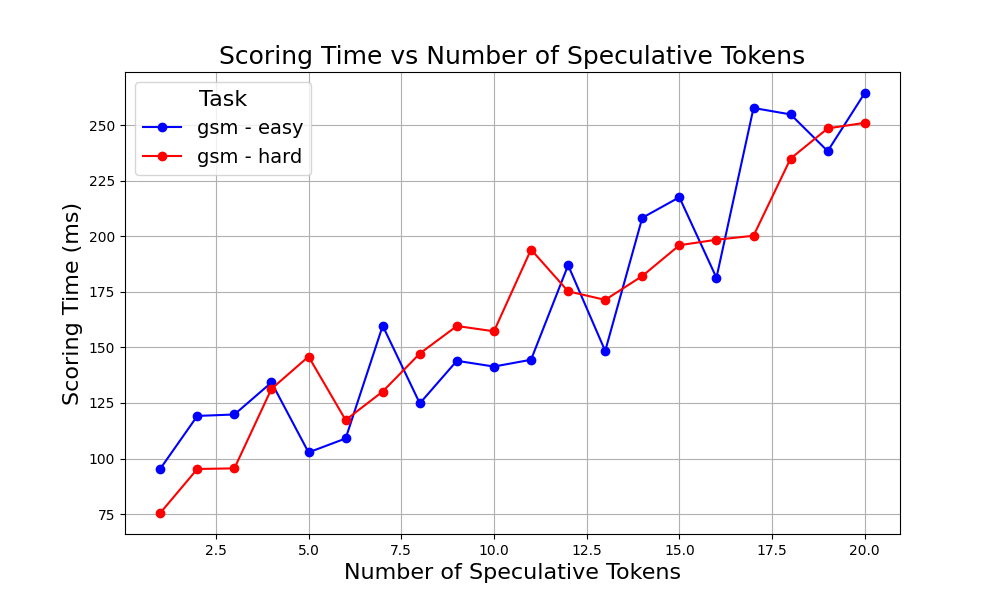 Scoring Time vs Number of Speculative Tokens
Task
gsm - easy
gsm - hard
Scoring Time (ms)
250
225
200
175
150
125
100
75
2.5 5.0 7.5 10.0 12.5 15.0 17.5 20.0
Number of Speculative Tokens